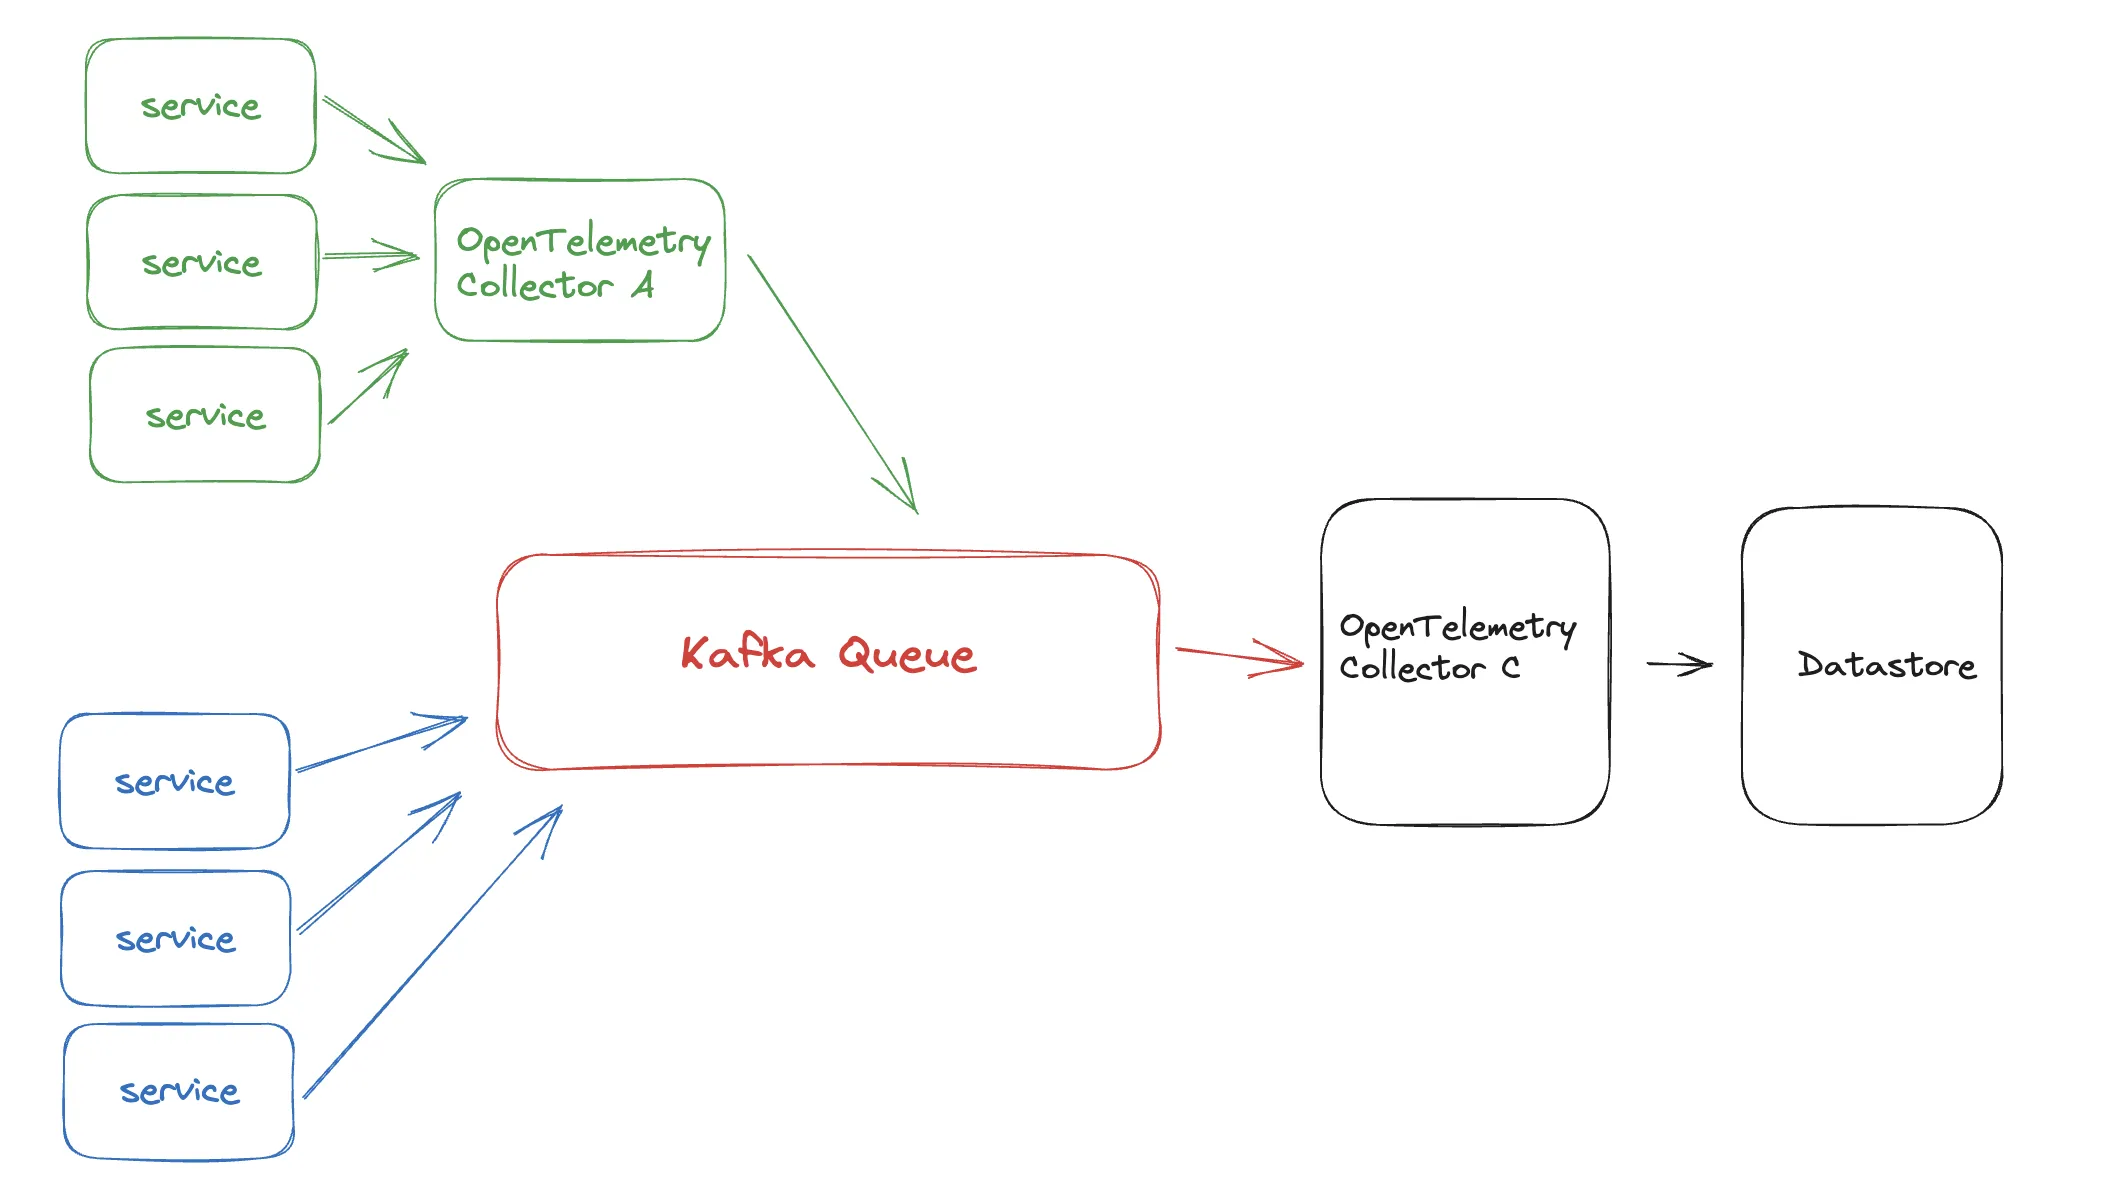 service
service
service
OpenTelemetry
Collector A
Kafka Queue
OpenTelemetry
Collector C
Datastore
service
service
service